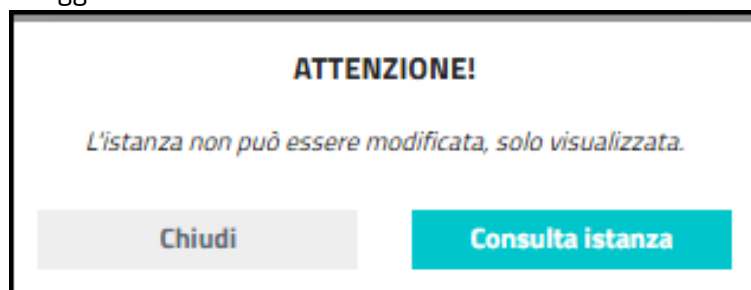 ATTENZIONE!
L'istanza non può essere modificata, solo visualizzata.
Chiudi
Consulta istanza